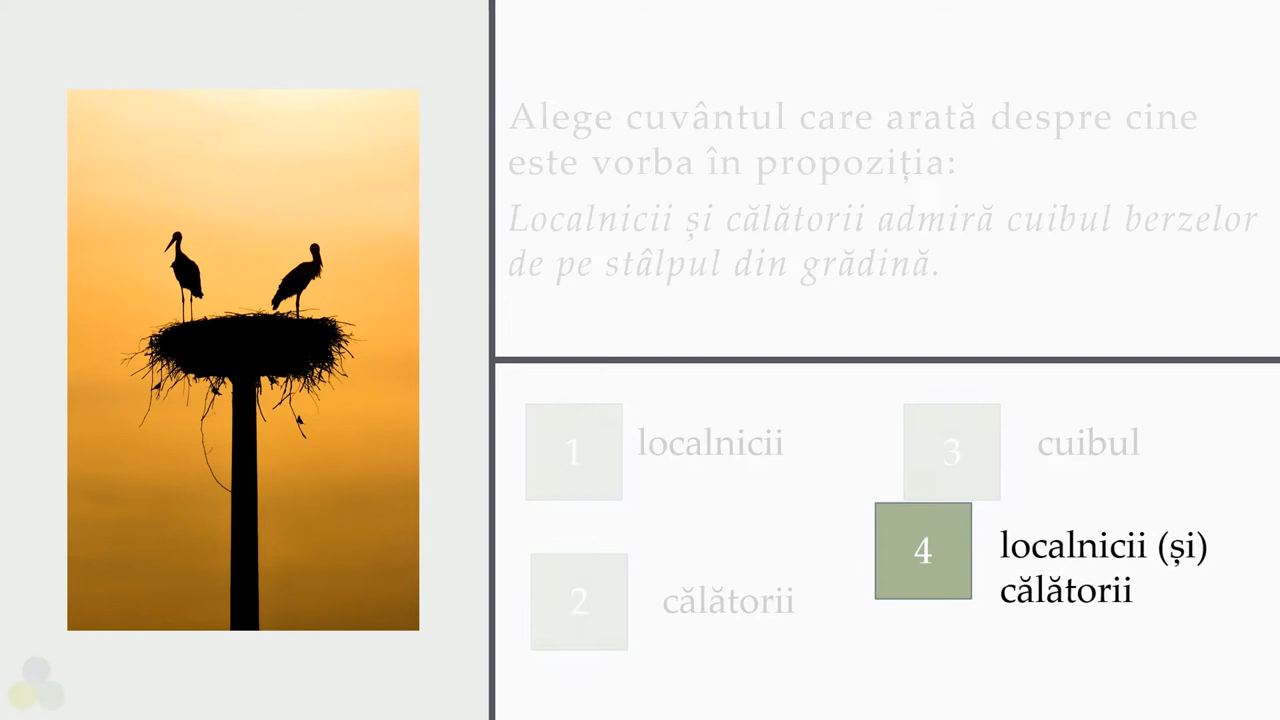 Alege cuvântul care arată despre cine
este vorba în propoziția:
Localnicii și călătorii admiră cuibul berzelor
de pe stâlpul din grădină.
1 localnicii
2 călătorii
3 cuibul
4 localnicii (și)
călătorii